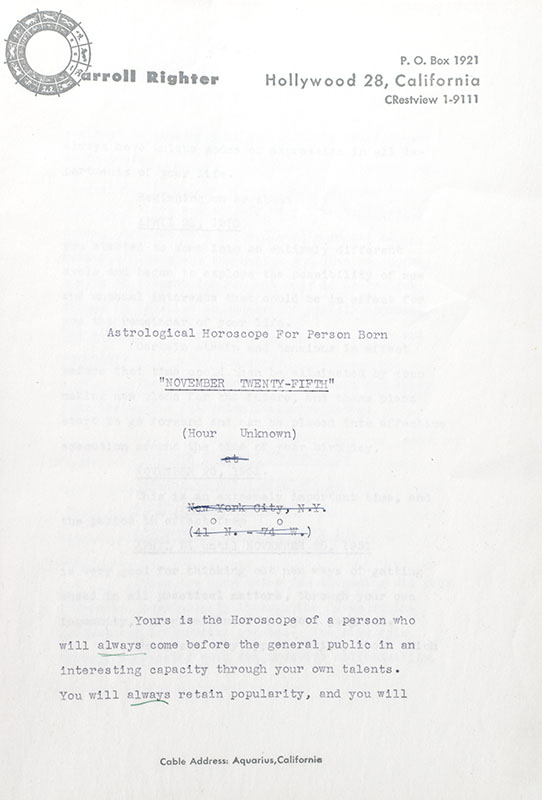 Carroll Righter
P. O. Box 1921
Hollywood 28, California
CRestview 1-9111
Astrological Horoscope For Person Born
"NOVEMBER TWENTY-FIFTH"
(Hour Unknown)
at
New York City, N.Y.
(41° N. - 74° W.)
Yours is the Horoscope of a person who
will always come before the general public in an
interesting capacity through your own talents.
You will always retain popularity, and you will
Cable Address: Aquarius, California